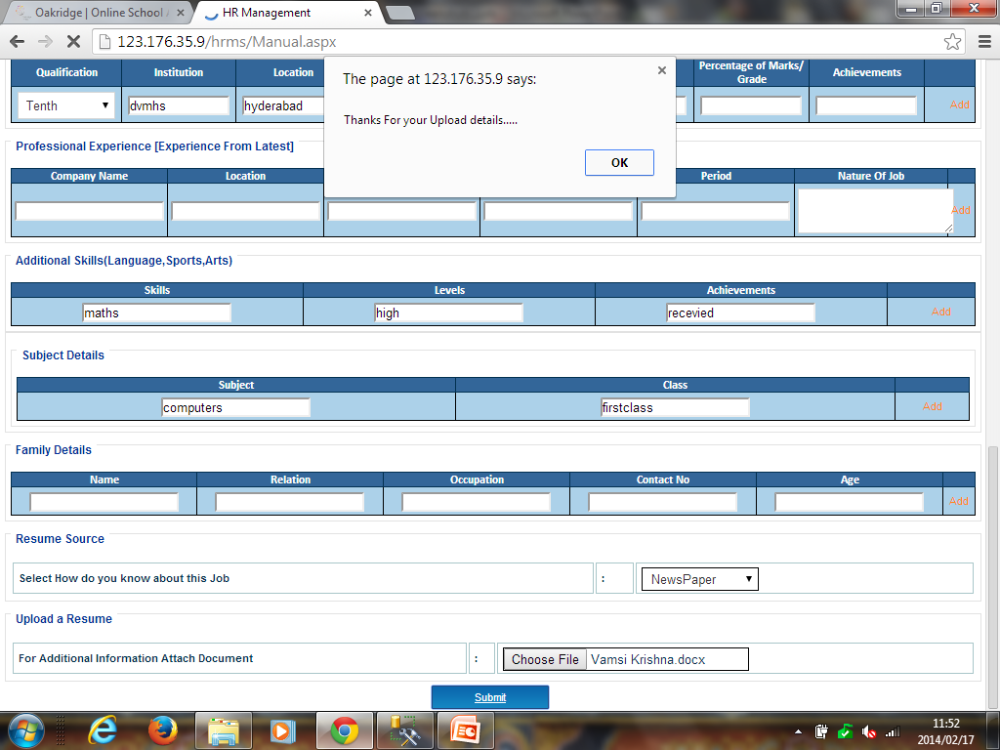 Oakridge | Online School
HR Management
123.176.35.9/hrms/Manual.aspx
The page at 123.176.35.9 says:
Thanks For your Upload details.....
OK
Qualification Institution Location Percentage of Marks/ Grade Achievements
Tenth dvmhs hyderabad Add
Professional Experience [Experience From Latest]
Company Name Location Period Nature Of Job
Add
Additional Skills(Language,Sports,Arts)
Skills Levels Achievements
maths high recevied Add
Subject Details
Subject Class
computers firstclass Add
Family Details
Name Relation Occupation Contact No Age
Add
Resume Source
Select How do you know about this Job : NewsPaper
Upload a Resume
For Additional Information Attach Document : Choose File Vamsi Krishna.docx
Submit
11:52
2014/02/17